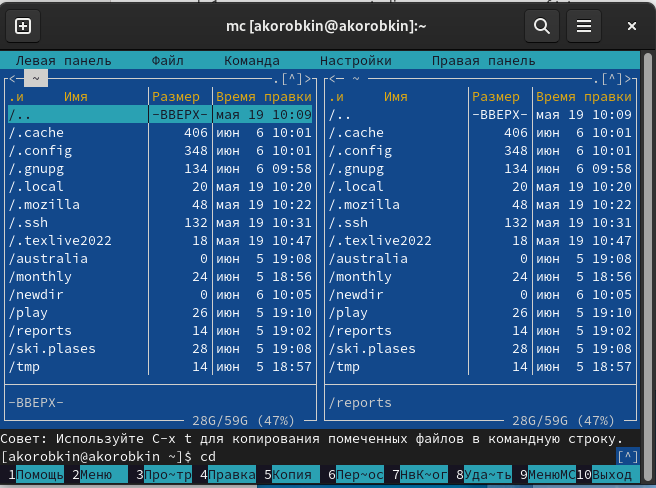 mc [akorobkin@akorobkin]:~
Левая панель Файл Команда Настройки Правая панель
<— ~ .[^]> <— ~ .[^]>
.и Имя Размер Время правки .и Имя Размер Время правки
/.. -ВВЕРХ- мая 19 10:09 /.. -ВВЕРХ- мая 19 10:09
/.cache 406 июн 6 10:01 /.cache 406 июн 6 10:01
/.config 348 июн 6 10:01 /.config 348 июн 6 10:01
/.gnupg 134 июн 6 09:58 /.gnupg 134 июн 6 09:58
/.local 20 мая 19 10:20 /.local 20 мая 19 10:20
/.mozilla 48 мая 19 10:22 /.mozilla 48 мая 19 10:22
/.ssh 132 мая 19 10:31 /.ssh 132 мая 19 10:31
/.texlive2022 18 мая 19 10:47 /.texlive2022 18 мая 19 10:47
/australia 0 июн 5 19:08 /australia 0 июн 5 19:08
/monthly 24 июн 5 18:56 /monthly 24 июн 5 18:56
/newdir 0 июн 6 10:05 /newdir 0 июн 6 10:05
/play 26 июн 5 19:10 /play 26 июн 5 19:10
/reports 14 июн 5 19:02 /reports 14 июн 5 19:02
/ski.plases 28 июн 5 19:08 /ski.plases 28 июн 5 19:08
/tmp 14 июн 5 18:57 /tmp 14 июн 5 18:57
-ВВЕРХ- /reports
28G/59G (47%) 28G/59G (47%)
Совет: Используйте C-x t для копирования помеченных файлов в командную строку.
[akorobkin@akorobkin ~]$ cd [^]
1Помощь 2Меню 3Про~тр 4Правка 5Копия 6Пер~ос 7НвК~ог 8Уда~ть 9МенюMC 10Выход